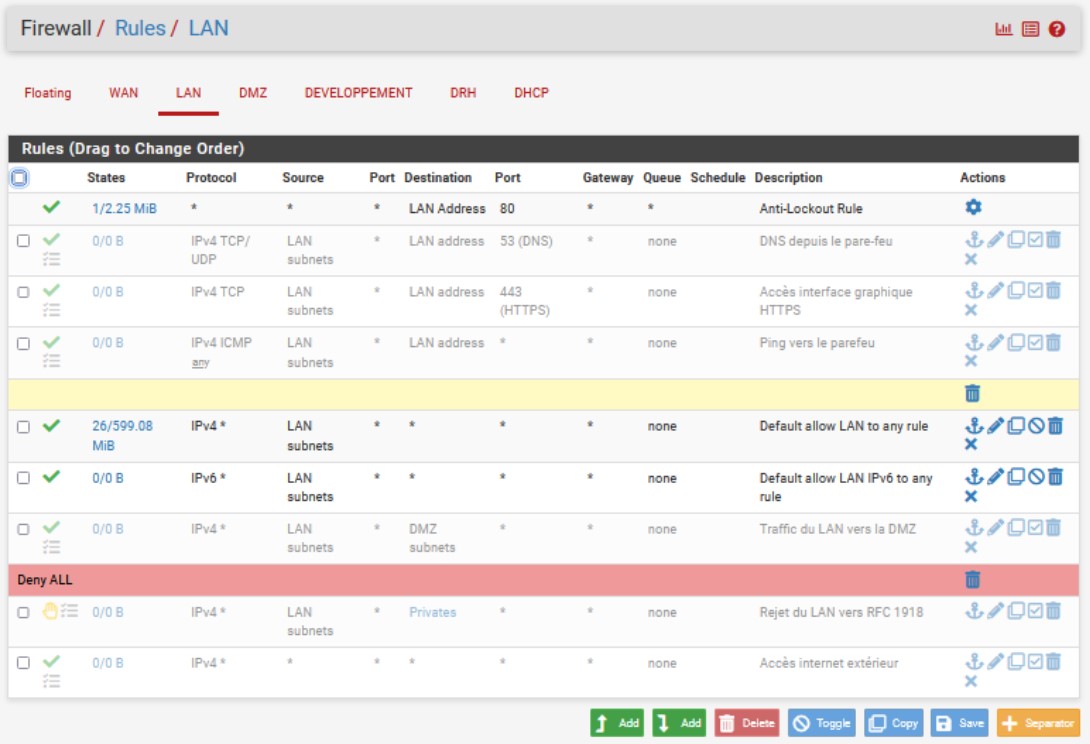 Firewall / Rules / LAN
Floating WAN LAN DMZ DEVELOPPEMENT DRH DHCP
Rules (Drag to Change Order)
States Protocol Source Port Destination Port Gateway Queue Schedule Description Actions
1/2.25 MiB * * * LAN Address 80 * * Anti-Lockout Rule
0/0 B IPv4 TCP/ LAN * LAN address 53 (DNS) * none DNS depuis le pare-feu
UDP subnets
0/0 B IPv4 TCP LAN * LAN address 443 * none Accès interface graphique
subnets (HTTPS) HTTPS
0/0 B IPv4 ICMP LAN * LAN address * * none Ping vers le parefeu
any subnets
26/599.08 IPv4 * LAN * * * * none Default allow LAN to any rule
MiB subnets
0/0 B IPv6 * LAN * * * * none Default allow LAN IPv6 to any
subnets rule
0/0 B IPv4 * LAN * DMZ * * none Traffic du LAN vers la DMZ
subnets subnets
Deny ALL
0/0 B IPv4 * LAN * Privates * * none Rejet du LAN vers RFC 1918
subnets
0/0 B IPv4 * * * * * * none Accès internet extérieur
Add Add Delete Toggle Copy Save Separator